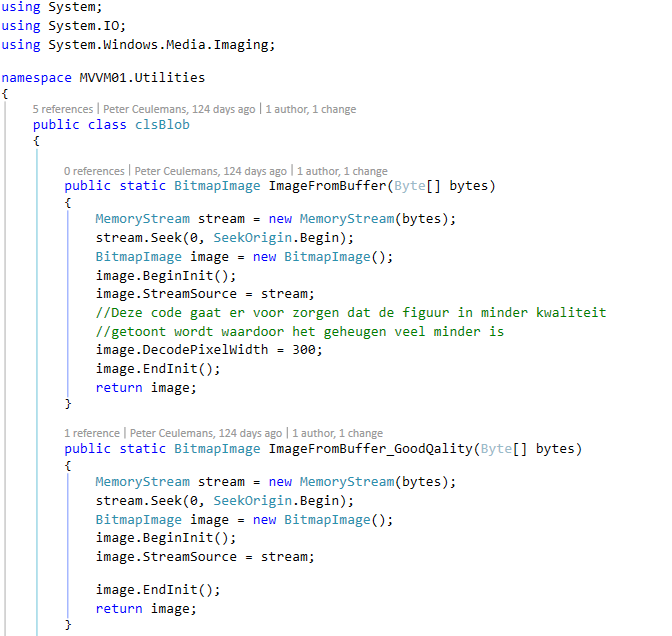 using System;
using System.IO;
using System.Windows.Media.Imaging;
namespace MVVM01.Utilities
{
5 references | Peter Ceulemans, 124 days ago | 1 author, 1 change
public class clsBlob
{
0 references | Peter Ceulemans, 124 days ago | 1 author, 1 change
public static BitmapImage ImageFromBuffer(Byte[] bytes)
{
MemoryStream stream = new MemoryStream(bytes);
stream.Seek(0, SeekOrigin.Begin);
BitmapImage image = new BitmapImage();
image.BeginInit();
image.StreamSource = stream;
//Deze code gaat er voor zorgen dat de figuur in minder kwaliteit
//getoont wordt waardoor het geheugen veel minder is
image.DecodePixelWidth = 300;
image.EndInit();
return image;
}
1 reference | Peter Ceulemans, 124 days ago | 1 author, 1 change
public static BitmapImage ImageFromBuffer_GoodQality(Byte[] bytes)
{
MemoryStream stream = new MemoryStream(bytes);
stream.Seek(0, SeekOrigin.Begin);
BitmapImage image = new BitmapImage();
image.BeginInit();
image.StreamSource = stream;
image.EndInit();
return image;
}